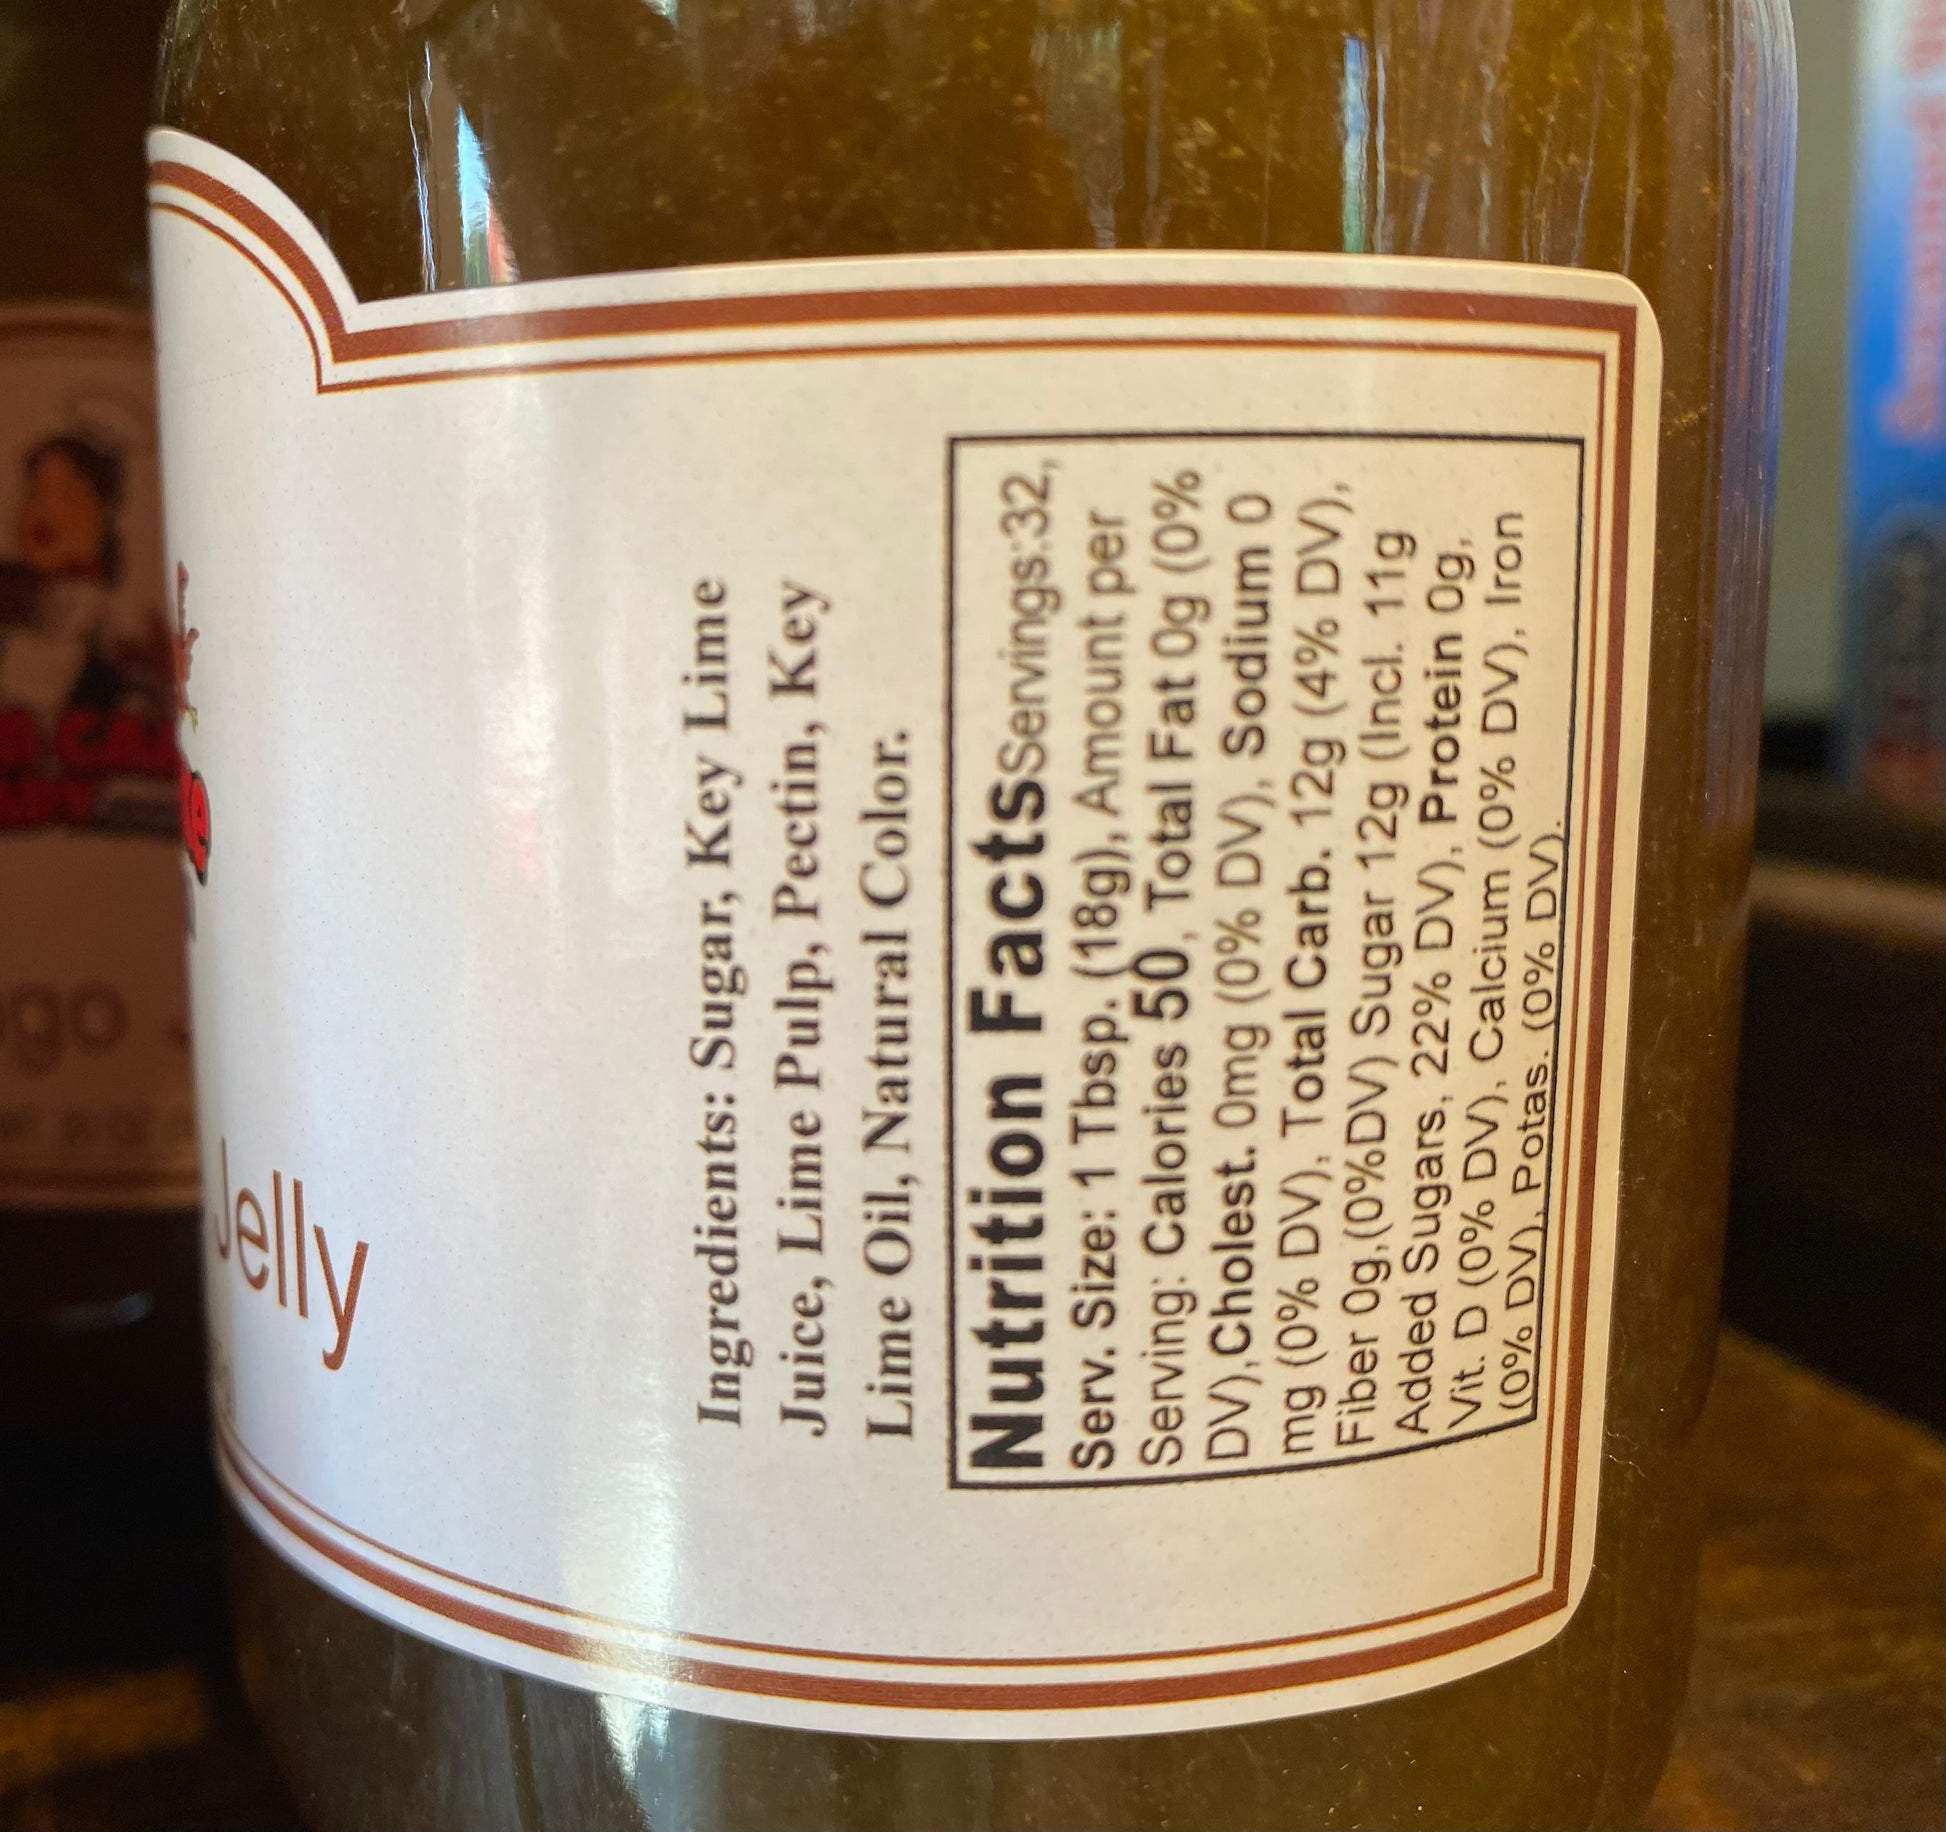 Jelly
Ingredients: Sugar, Key Lime
Juice, Lime Pulp, Pectin, Key
Lime Oil, Natural Color.
Nutrition FactsServings:32,
Serv. Size: 1 Tbsp. (18g), Amount per
Serving: Calories 50, Total Fat 0g (0%
DV),Cholest. 0mg (0% DV), Sodium 0
mg (0% DV), Total Carb. 12g (4% DV),
Fiber 0g,(0%DV) Sugar 12g (Incl. 11g
Added Sugars, 22% DV), Protein 0g,
Vit. D (0% DV), Calcium (0% DV), Iron
(0% DV), Potas. (0% DV).